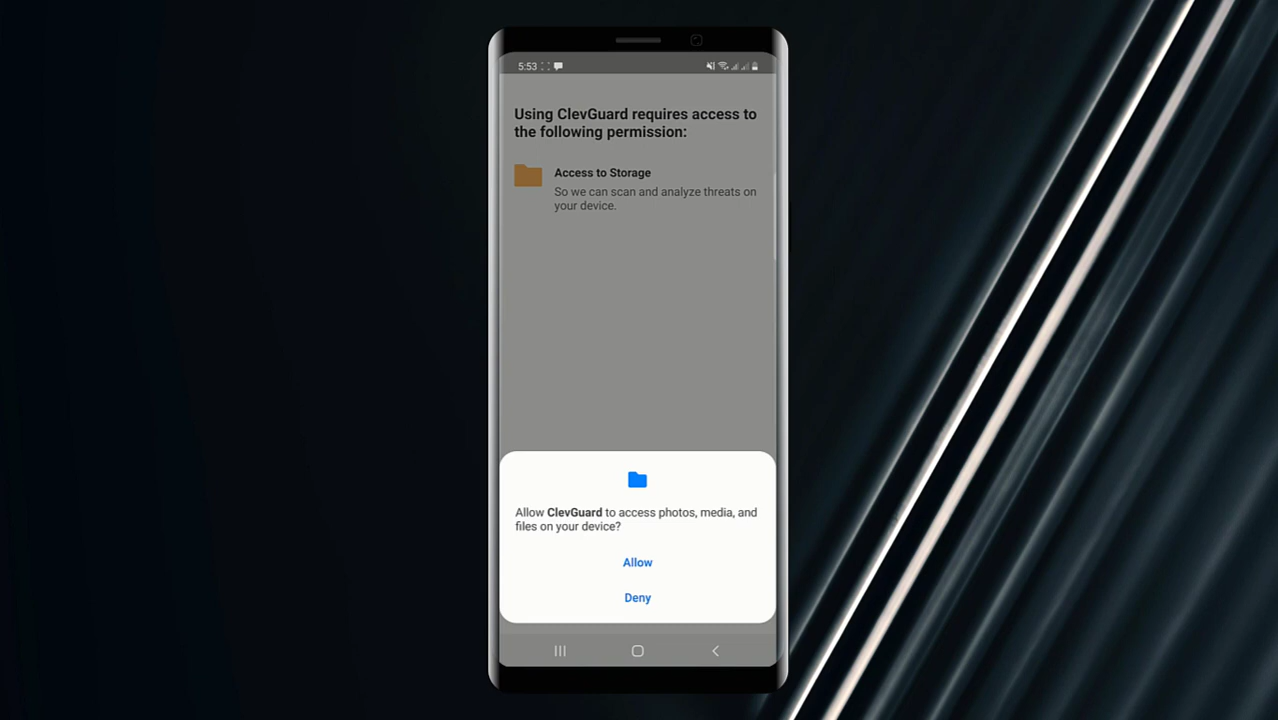 5:53
Using ClevGuard requires access to
the following permission:
Access to Storage
So we can scan and analyze threats on
your device.
Allow ClevGuard to access photos, media, and
files on your device?
Allow
Deny